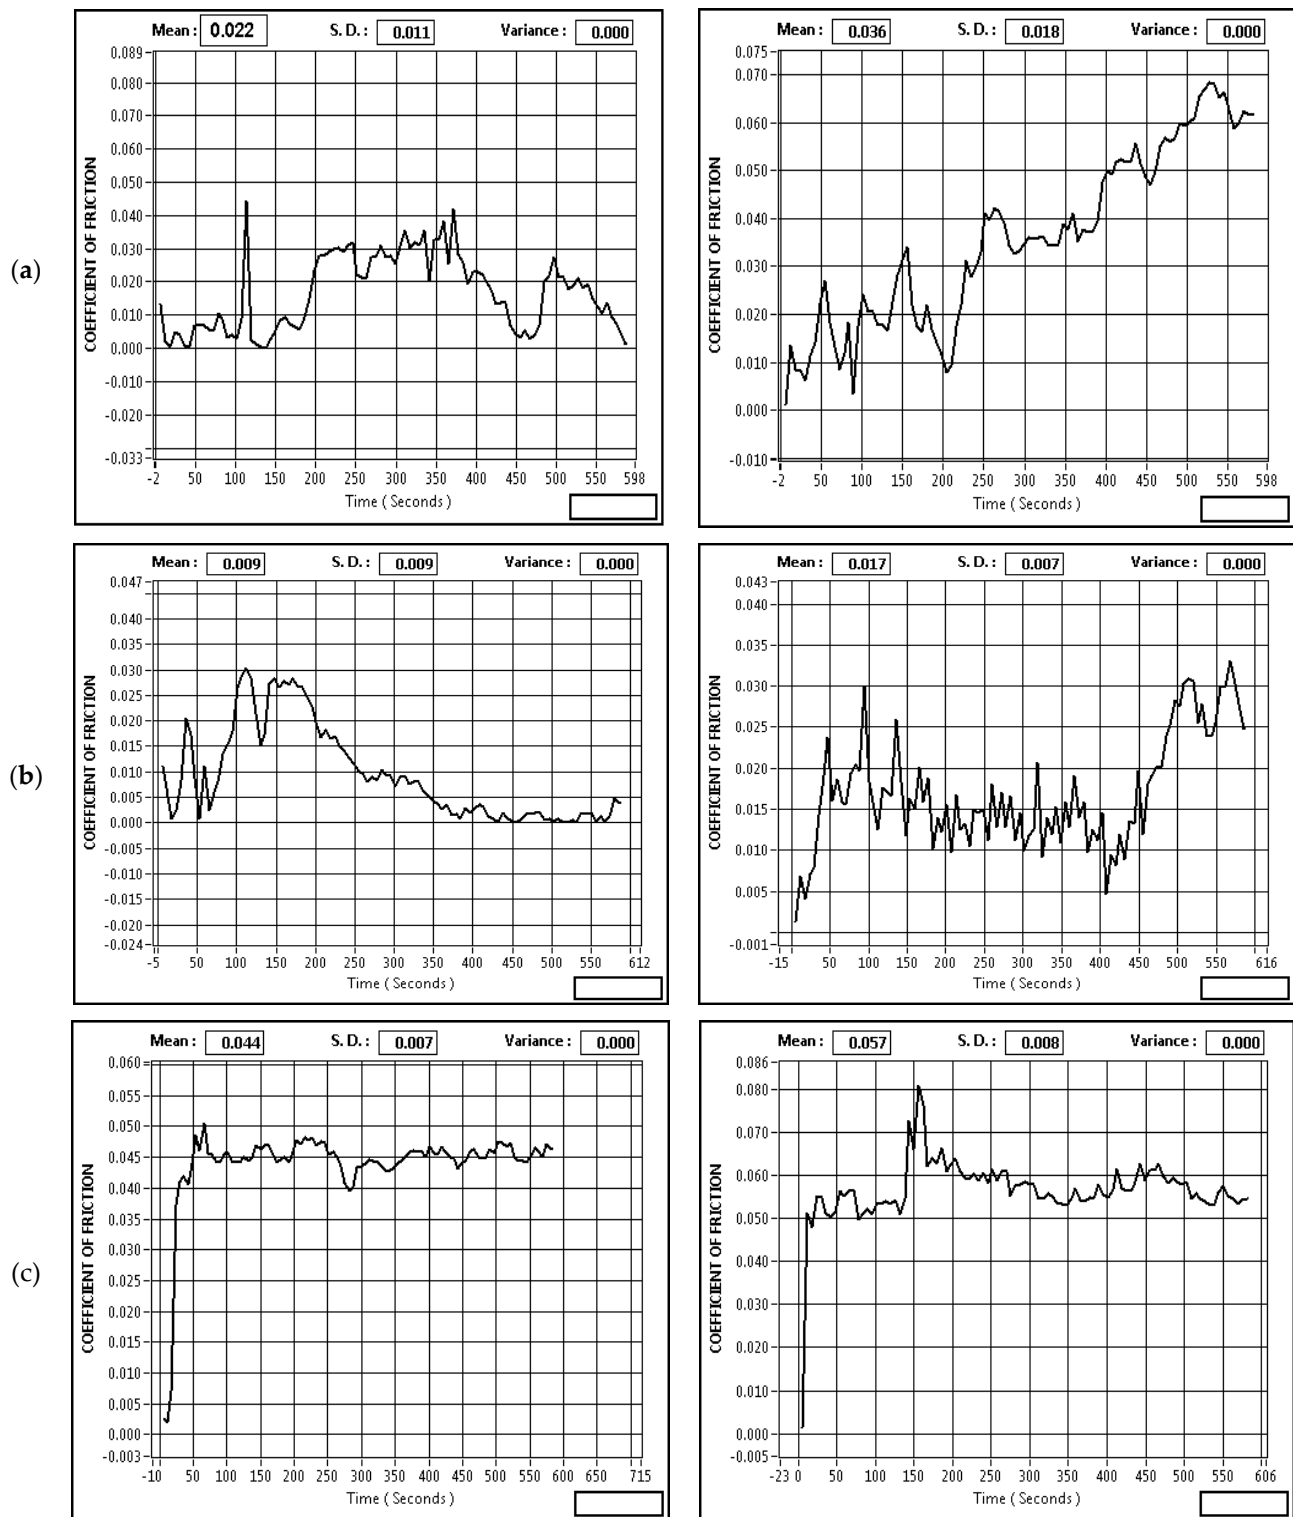 Mean : 0.022 S. D. : 0.011 Variance : 0.000
0.089
0.080
0.070
0.060
0.050
0.040
0.030
0.020
0.010
0.000
-0.010
-0.020
-0.033
COEFFICIENT OF FRICTION
-2 50 100 150 200 250 300 350 400 450 500 550 598
Time ( Seconds )
Mean : 0.036 S. D. : 0.018 Variance : 0.000
0.075
0.070
0.060
0.050
0.040
0.030
0.020
0.010
0.000
-0.010
COEFFICIENT OF FRICTION
-2 50 100 150 200 250 300 350 400 450 500 550 598
Time ( Seconds )
(a)
Mean : 0.009 S. D. : 0.009 Variance : 0.000
0.047
0.040
0.035
0.030
0.025
0.020
0.015
0.010
0.005
0.000
-0.005
-0.010
-0.015
-0.020
-0.024
COEFFICIENT OF FRICTION
-5 50 100 150 200 250 300 350 400 450 500 550 612
Time ( Seconds )
Mean : 0.017 S. D. : 0.007 Variance : 0.000
0.043
0.040
0.035
0.030
0.025
0.020
0.015
0.010
0.005
-0.001
COEFFICIENT OF FRICTION
-15 50 100 150 200 250 300 350 400 450 500 550 616
Time ( Seconds )
(b)
Mean : 0.044 S. D. : 0.007 Variance : 0.000
0.060
0.055
0.050
0.045
0.040
0.035
0.030
0.025
0.020
0.015
0.010
0.005
0.000
-0.003
COEFFICIENT OF FRICTION
-10 50 100 150 200 250 300 350 400 450 500 550 600 650 715
Time ( Seconds )
Mean : 0.057 S. D. : 0.008 Variance : 0.000
0.086
0.080
0.070
0.060
0.050
0.040
0.030
0.020
0.010
0.000
-0.005
COEFFICIENT OF FRICTION
-23 0 50 100 150 200 250 300 350 400 450 500 550 606
Time ( Seconds )
(c)